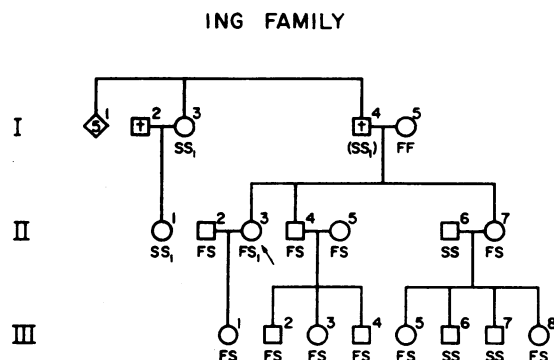 ING FAMILY
I
5 1 † 2 3 † 4 5
SS₁ (SS₁) FF
II
1 2 3 4 5 6 7
SS₁ FS FS₁ FS FS SS FS
III
1 2 3 4 5 6 7 8
FS FS FS FS FS SS SS FS